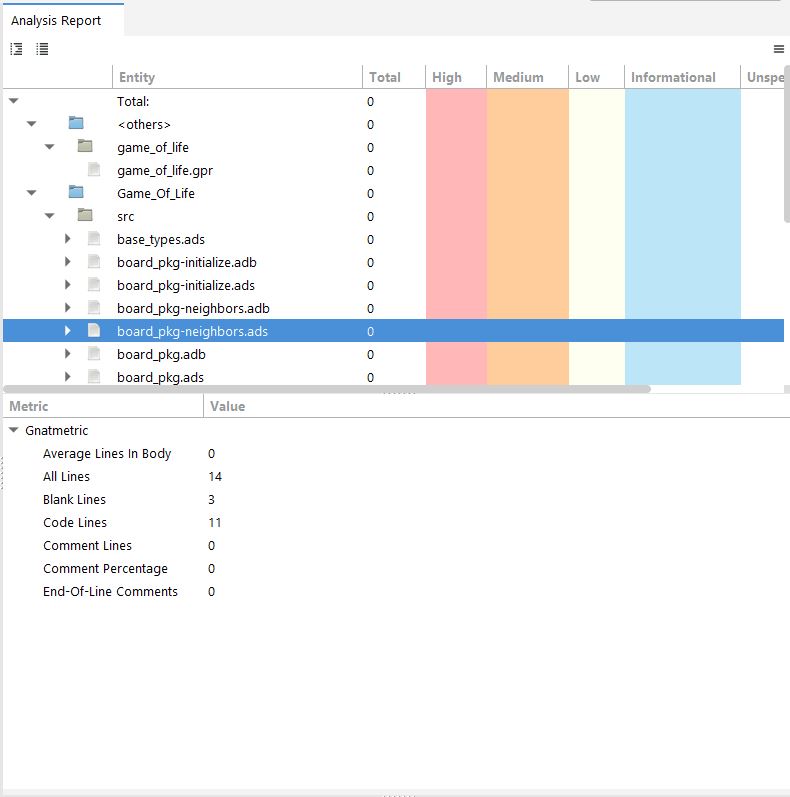 Analysis Report
Entity Total High Medium Low Informational Unspe
Total: 0
<others> 0
game_of_life 0
game_of_life.gpr 0
Game_Of_Life 0
src 0
base_types.ads 0
board_pkg-initialize.adb 0
board_pkg-initialize.ads 0
board_pkg-neighbors.adb 0
board_pkg-neighbors.ads 0
board_pkg.adb 0
board_pkg.ads 0
Metric Value
Gnatmetric
Average Lines In Body 0
All Lines 14
Blank Lines 3
Code Lines 11
Comment Lines 0
Comment Percentage 0
End-Of-Line Comments 0